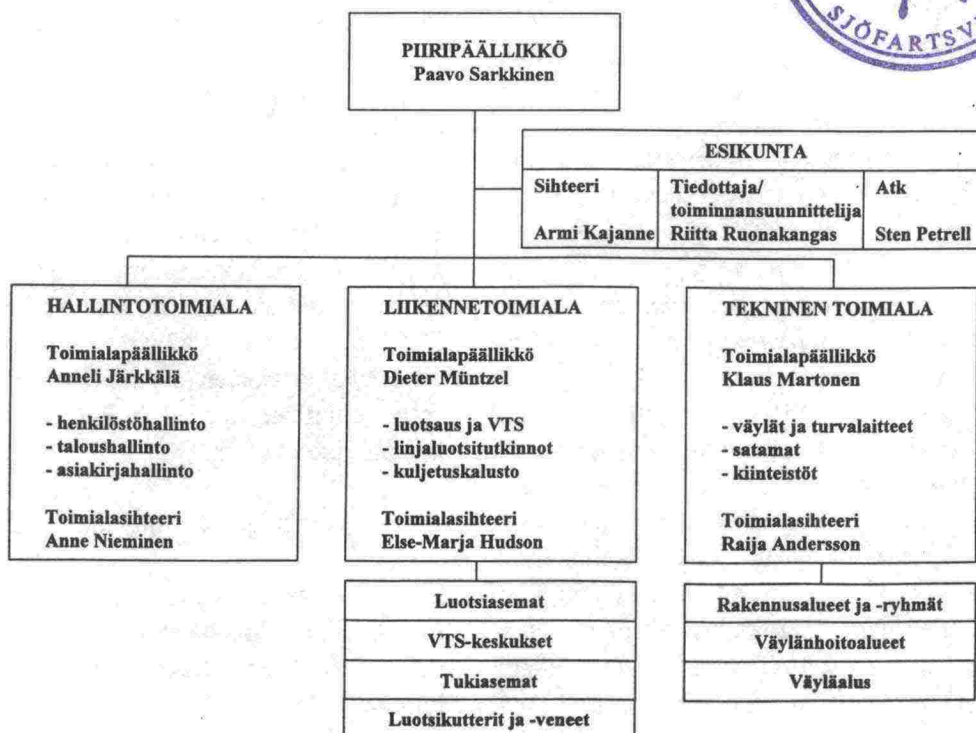 SJÖFARTSV
PIIRIPÄÄLLIKKÖ
Paavo Sarkkinen
ESIKUNTA
Sihteeri
Armi Kajanne
Tiedottaja/
toiminnansuunnittelija
Riitta Ruonakangas
Atk
Sten Petrell
HALLINTOTOIMIALA
Toimialapäällikkö
Anneli Järkkälä
- henkilöstöhallinto
- taloushallinto
- asiakirjahallinto
Toimialasihteeri
Anne Nieminen
LIIKENNETOIMIALA
Toimialapäällikkö
Dieter Müntzel
- luotsaus ja VTS
- linjaluotsitutkinnot
- kuljetuskalusto
Toimialasihteeri
Else-Marja Hudson
Luotsiasemat
VTS-keskukset
Tukiasemat
Luotsikutterit ja -veneet
TEKNINEN TOIMIALA
Toimialapäällikkö
Klaus Martonen
- väylät ja turvalaitteet
- satamat
- kiinteistöt
Toimialasihteeri
Raija Andersson
Rakennusalueet ja -ryhmät
Väylänhoitoalueet
Väyläalus